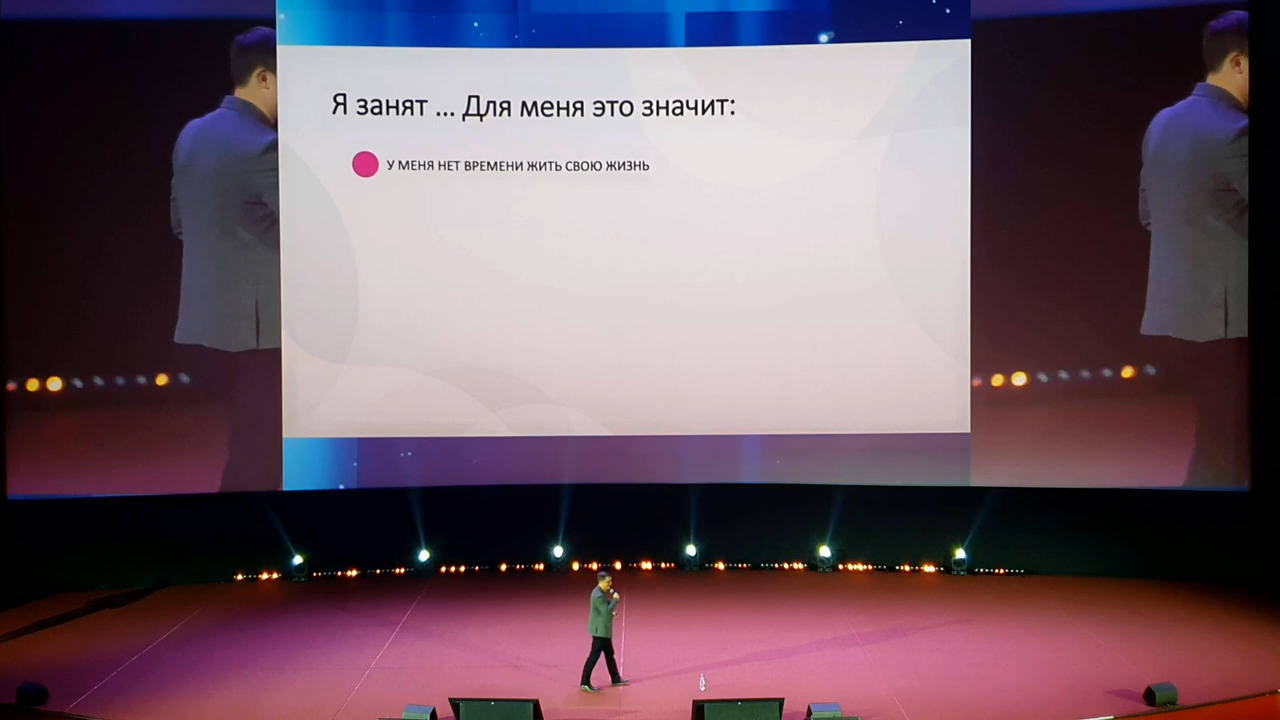 Я занят ... Для меня это значит:
У МЕНЯ НЕТ ВРЕМЕНИ ЖИТЬ СВОЮ ЖИЗНЬ